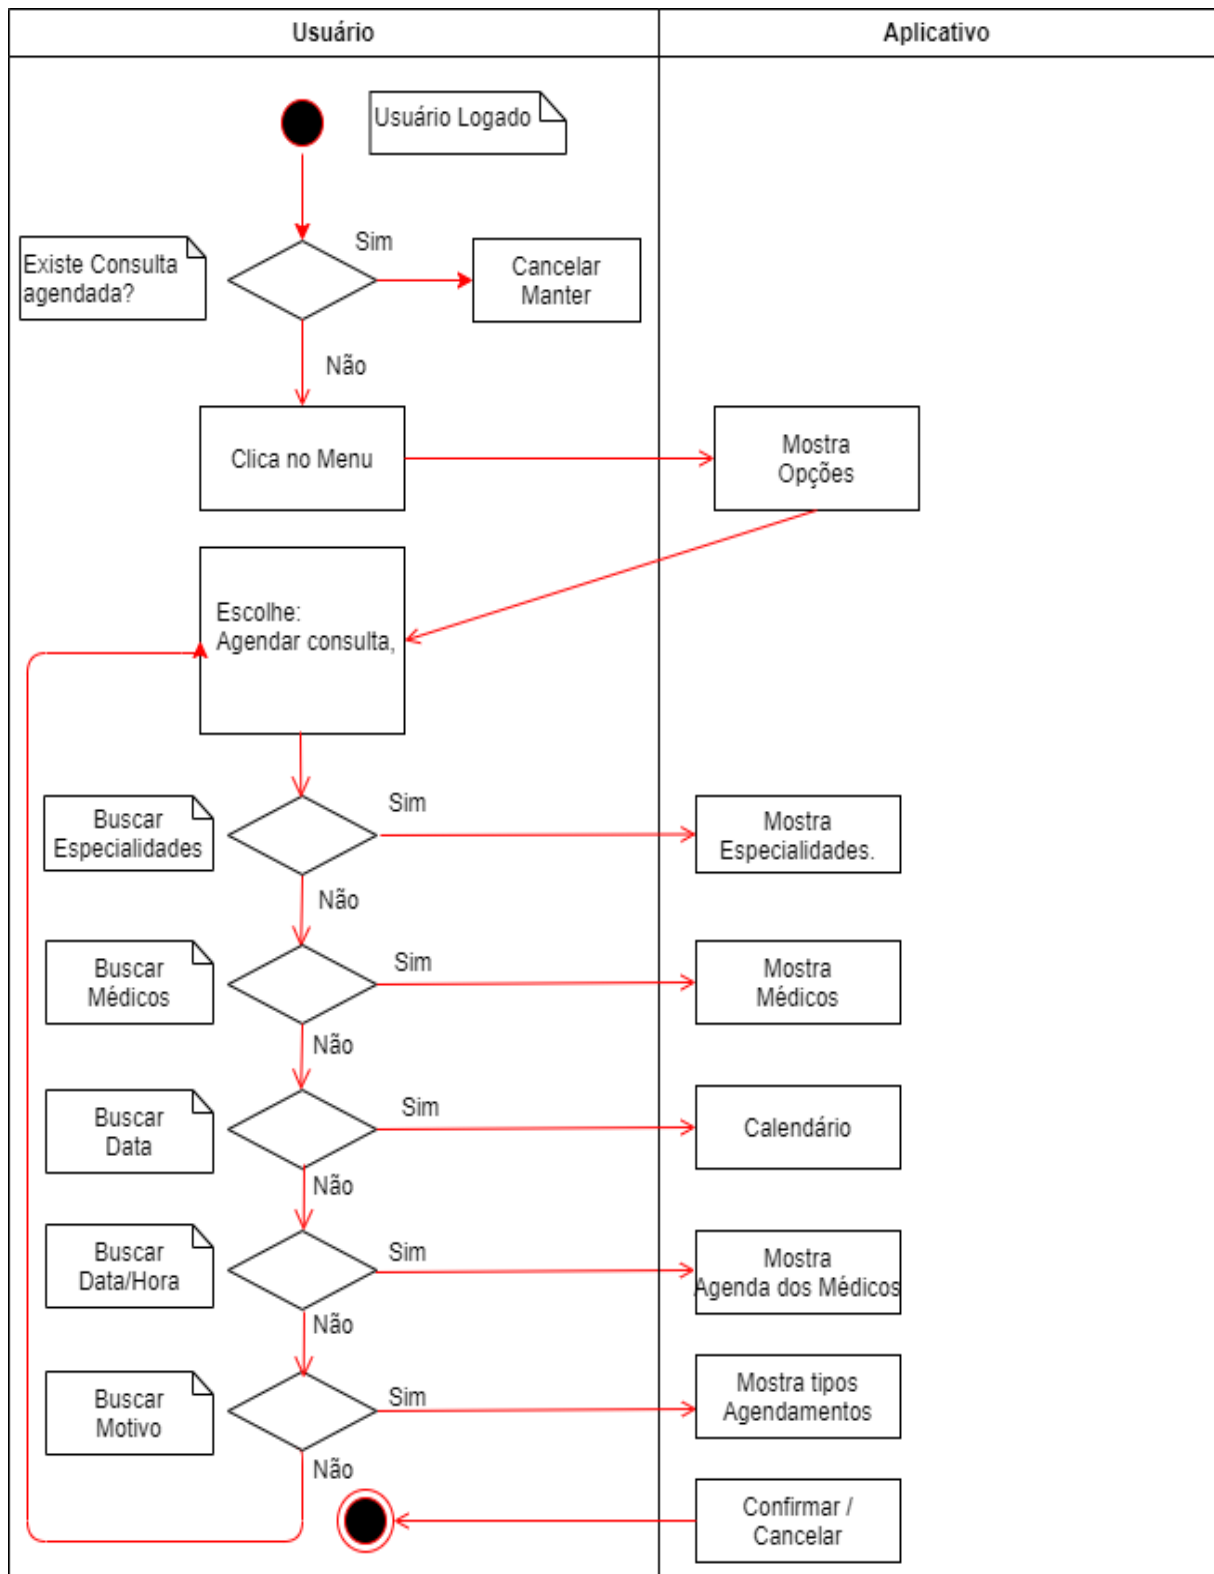 Usuário
Aplicativo
Usuário Logado
Existe Consulta
agendada?
Sim
Cancelar
Manter
Não
Clica no Menu
Mostra
Opções
Escolhe:
Agendar consulta,
Buscar
Especialidades
Sim
Mostra
Especialidades.
Não
Buscar
Médicos
Sim
Mostra
Médicos
Não
Buscar
Data
Sim
Calendário
Não
Buscar
Data/Hora
Sim
Mostra
Agenda dos Médicos
Não
Buscar
Motivo
Sim
Mostra tipos
Agendamentos
Não
Confirmar /
Cancelar